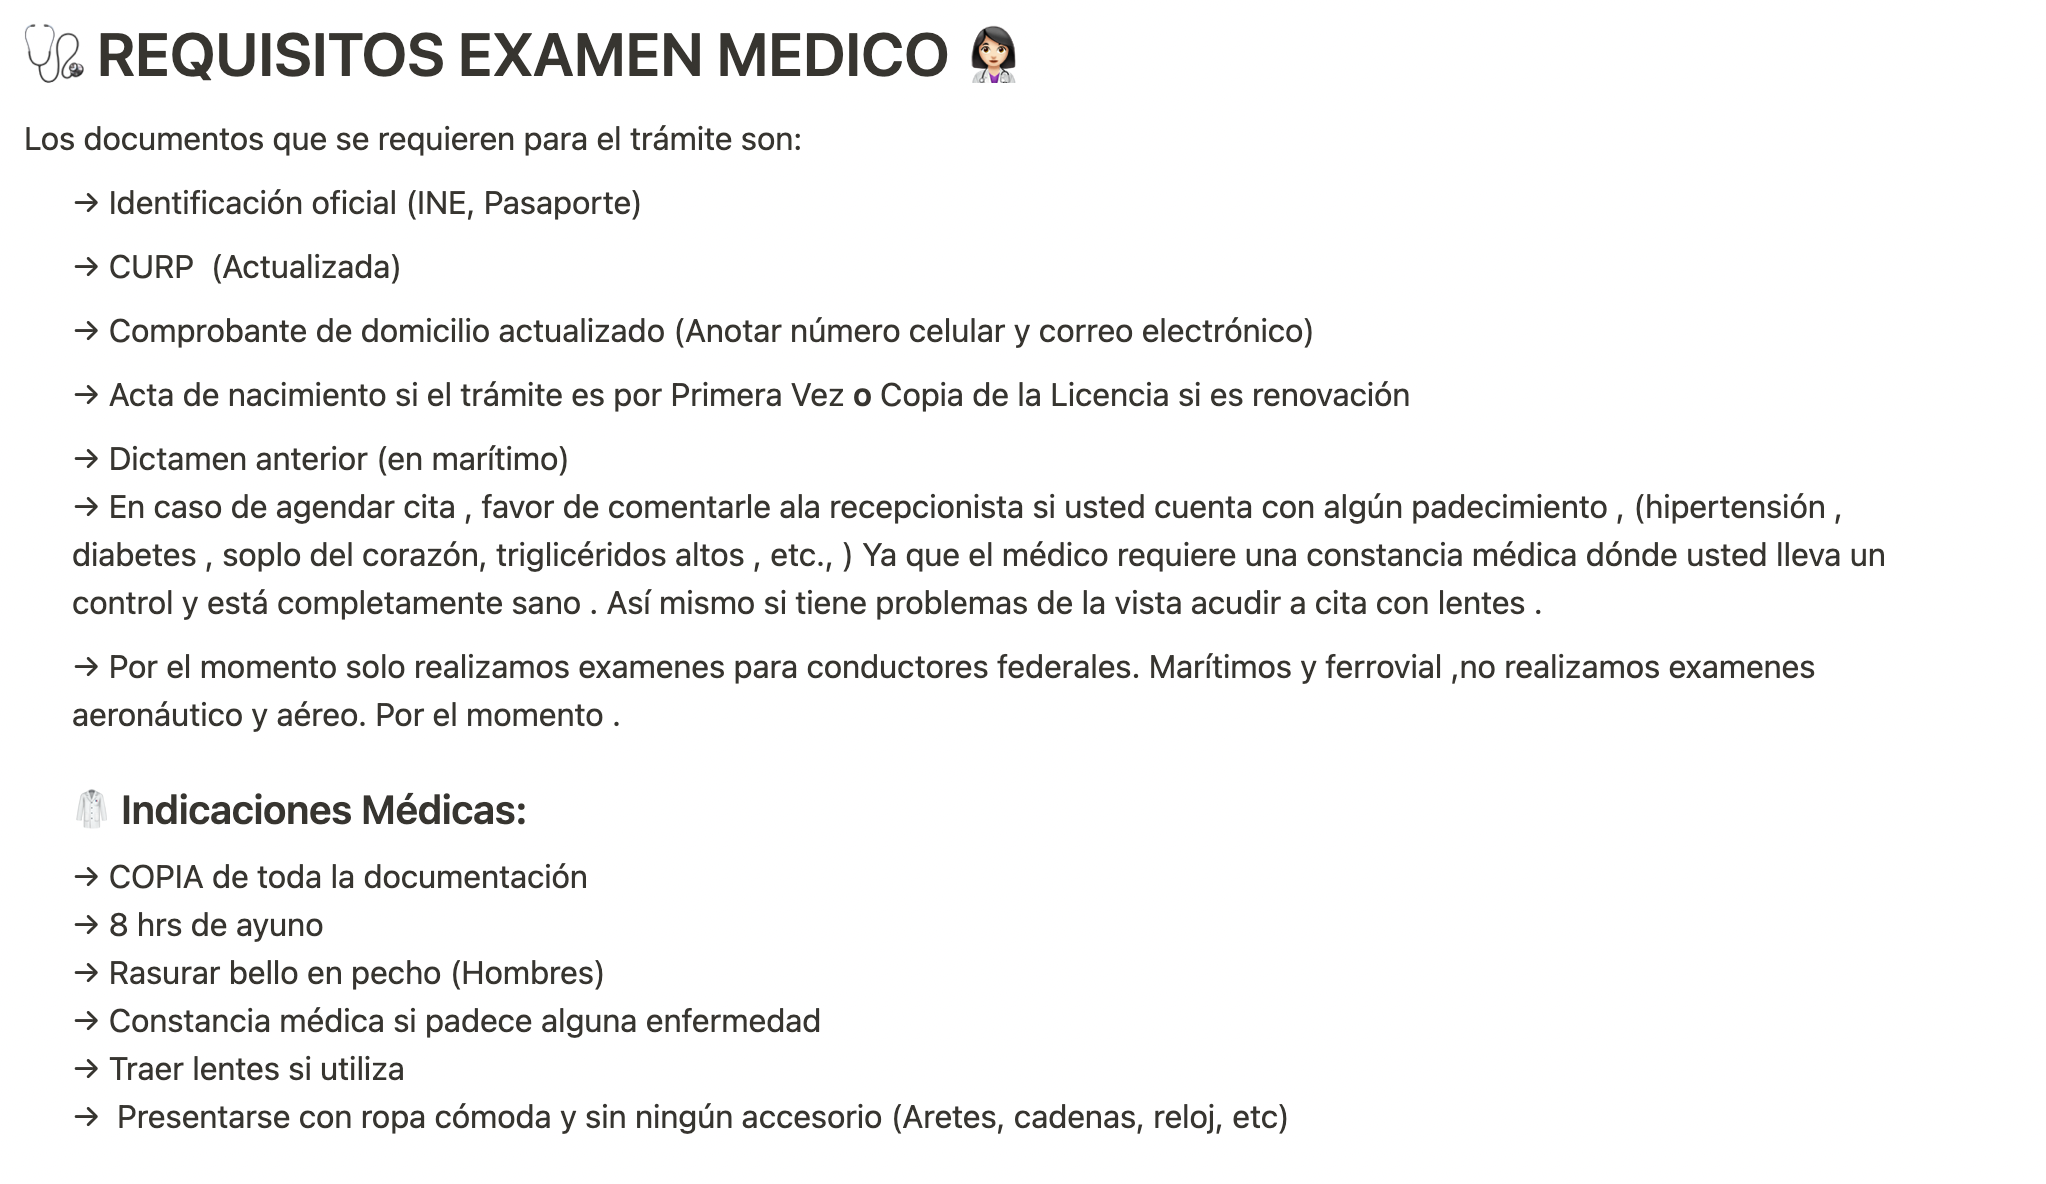 🩺 REQUISITOS EXAMEN MEDICO 👩🏻‍⚕️
Los documentos que se requieren para el trámite son:
→ Identificación oficial (INE, Pasaporte)
→ CURP  (Actualizada)
→ Comprobante de domicilio actualizado (Anotar número celular y correo electrónico)
→ Acta de nacimiento si el trámite es por Primera Vez o Copia de la Licencia si es renovación
→ Dictamen anterior (en marítimo)
→ En caso de agendar cita , favor de comentarle ala recepcionista si usted cuenta con algún padecimiento , (hipertensión ,
diabetes , soplo del corazón, triglicéridos altos , etc., ) Ya que el médico requiere una constancia médica dónde usted lleva un
control y está completamente sano . Así mismo si tiene problemas de la vista acudir a cita con lentes .
→ Por el momento solo realizamos examenes para conductores federales. Marítimos y ferrovial ,no realizamos examenes
aeronáutico y aéreo. Por el momento .
🥼 Indicaciones Médicas:
→ COPIA de toda la documentación
→ 8 hrs de ayuno
→ Rasurar bello en pecho (Hombres)
→ Constancia médica si padece alguna enfermedad
→ Traer lentes si utiliza
→  Presentarse con ropa cómoda y sin ningún accesorio (Aretes, cadenas, reloj, etc)